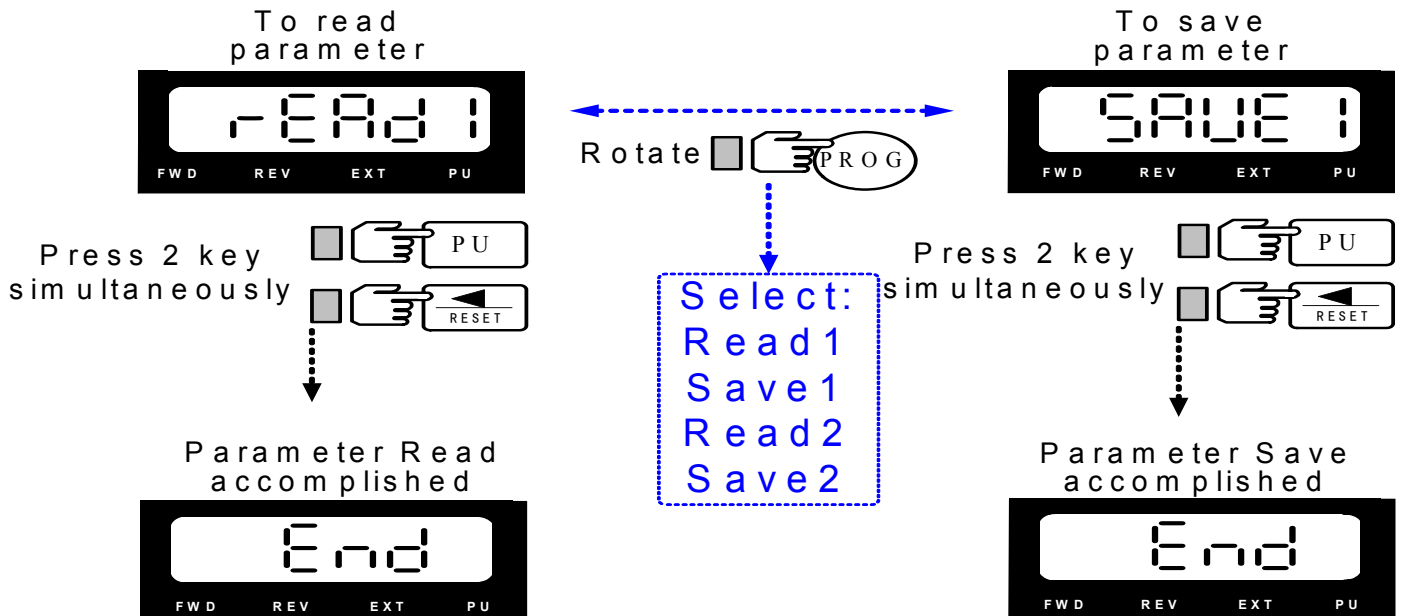 To read
parameter
rEAd 1
FWD REV EXT PU
Press 2 key
simultaneously
PU
RESET
Parameter Read
accomplished
End
FWD REV EXT PU
Rotate
PROG
Select:
Read1
Save1
Read2
Save2
To save
parameter
SAUE 1
FWD REV EXT PU
Press 2 key
simultaneously
PU
RESET
Parameter Save
accomplished
End
FWD REV EXT PU